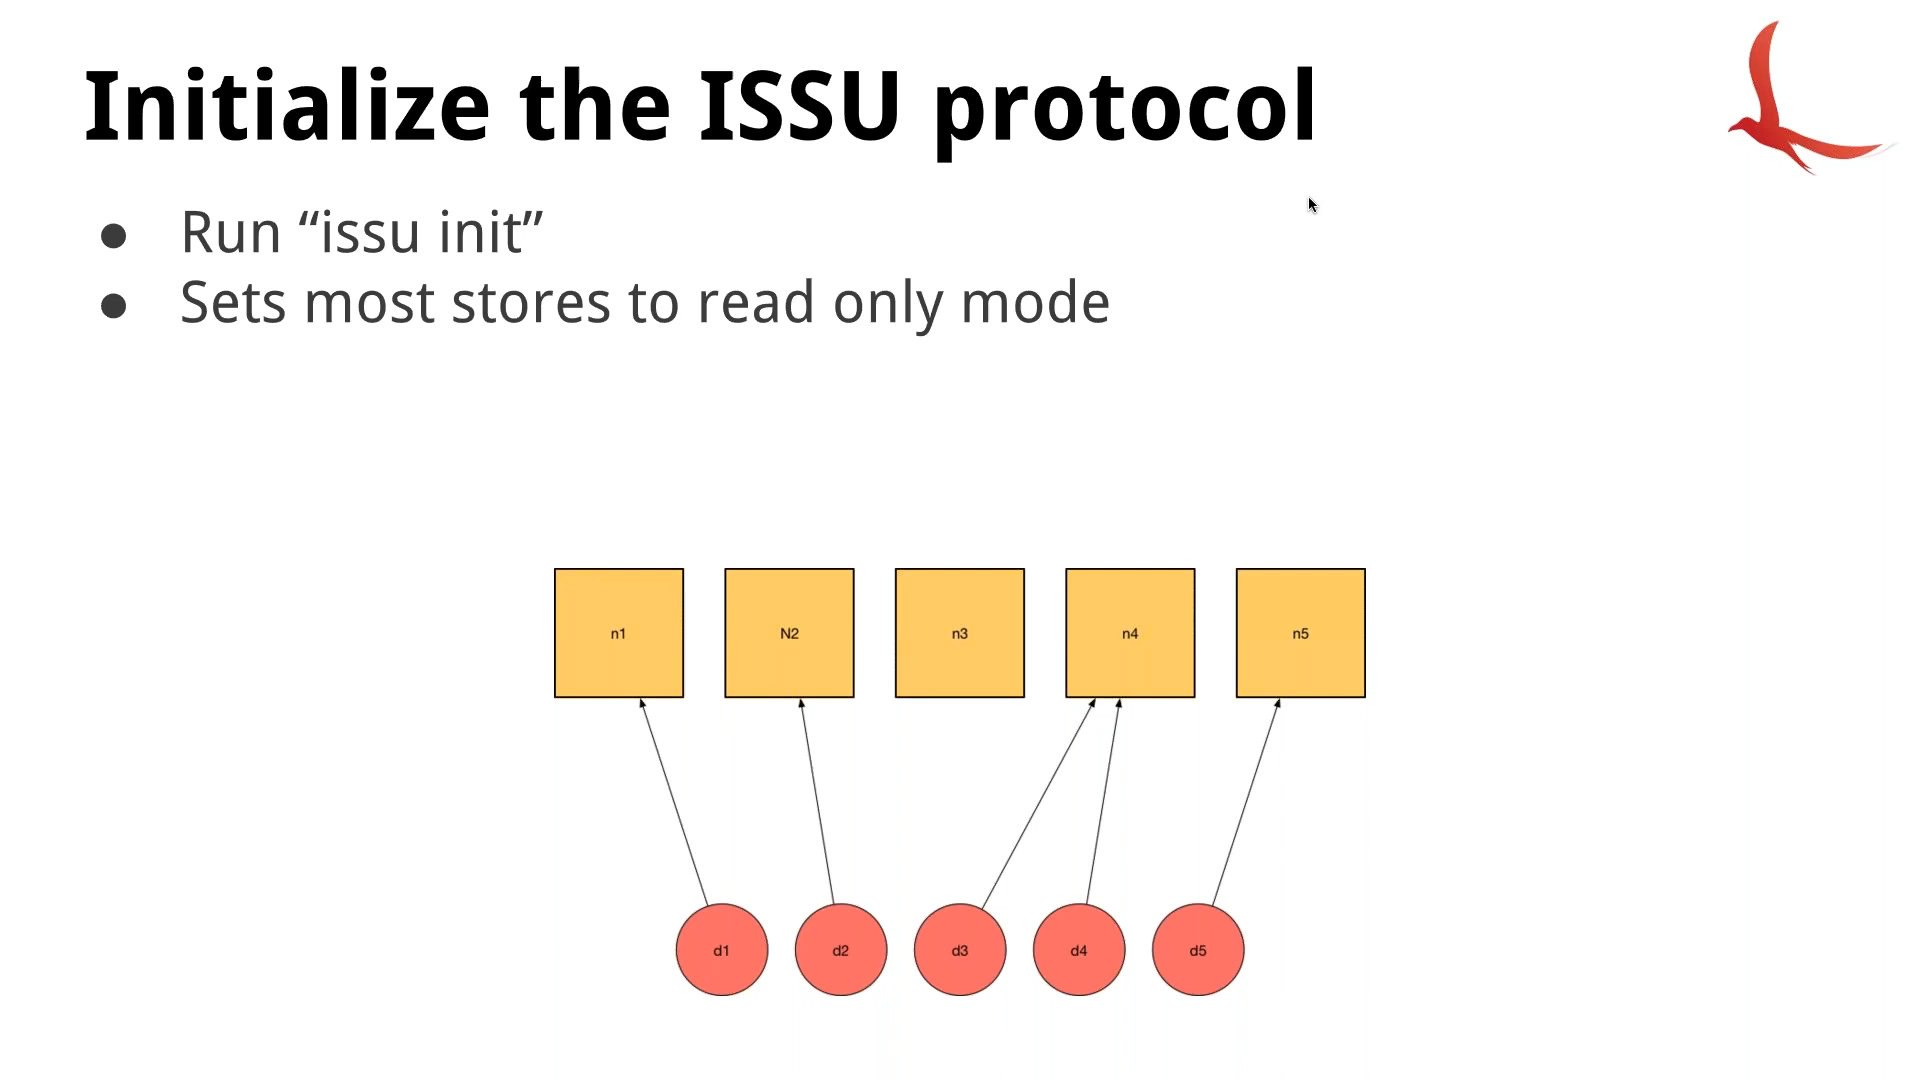 Initialize the ISSU protocol
● Run “issu init”
● Sets most stores to read only mode
n1 N2 n3 n4 n5
d1 d2 d3 d4 d5